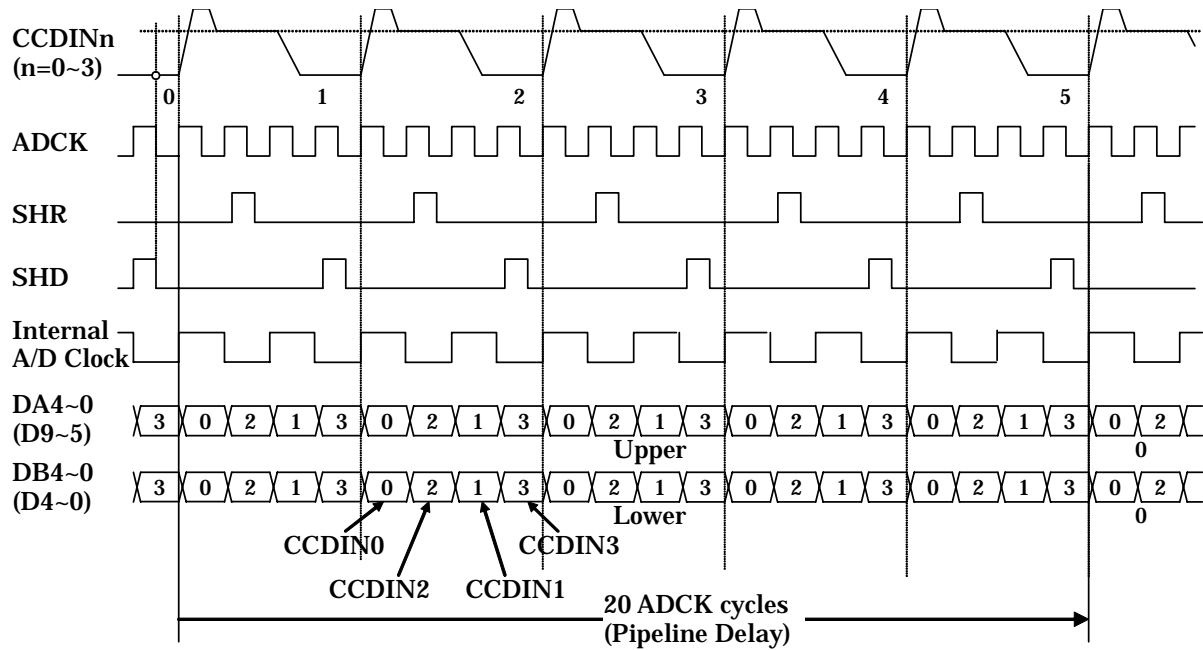 CCDINn
(n=0~3)
0 1 2 3 4 5
ADCK
SHR
SHD
Internal
A/D Clock
DA4~0
(D9~5)
3 0 2 1 3 0 2 1 3 0 2 1 3 0 2 1 3 0 2 1 3 0 2
Upper 0
DB4~0
(D4~0)
3 0 2 1 3 0 2 1 3 0 2 1 3 0 2 1 3 0 2 1 3 0 2
Lower 0
CCDIN0 CCDIN3
CCDIN2 CCDIN1
20 ADCK cycles
(Pipeline Delay)